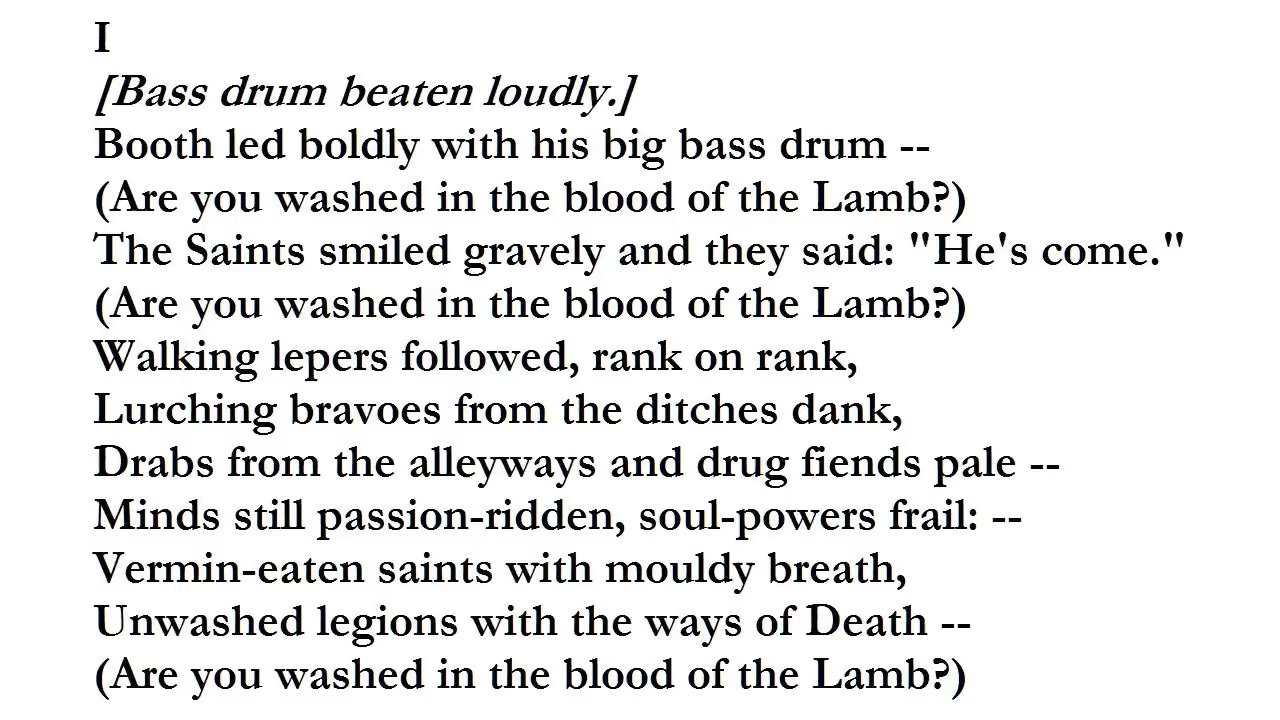 I
[Bass drum beaten loudly.]
Booth led boldly with his big bass drum --
(Are you washed in the blood of the Lamb?)
The Saints smiled gravely and they said: "He's come."
(Are you washed in the blood of the Lamb?)
Walking lepers followed, rank on rank,
Lurching bravoes from the ditches dank,
Drabs from the alleyways and drug fiends pale --
Minds still passion-ridden, soul-powers frail: --
Vermin-eaten saints with mouldy breath,
Unwashed legions with the ways of Death --
(Are you washed in the blood of the Lamb?)